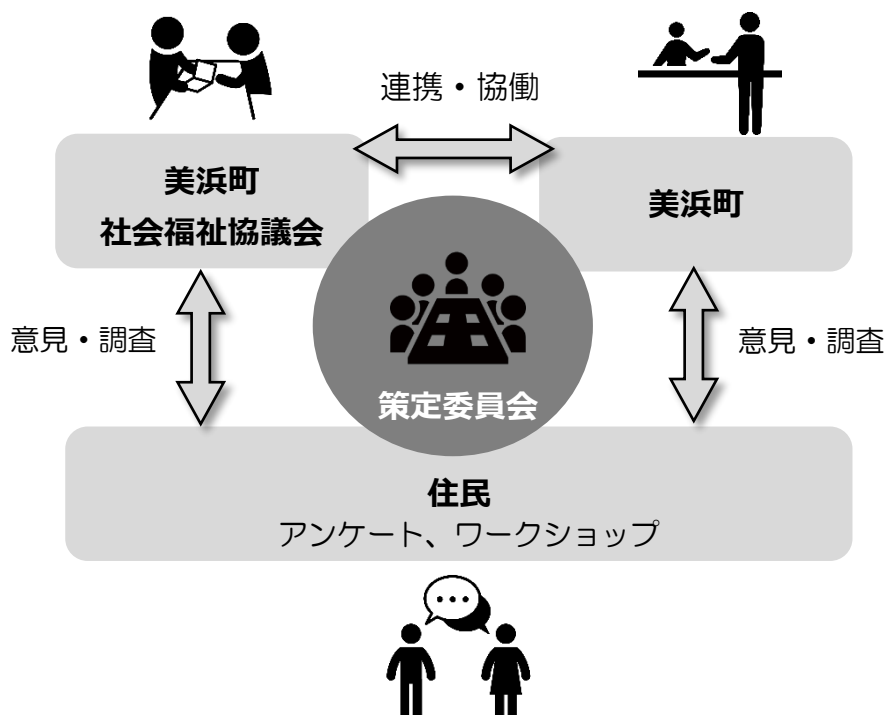 連携・協働
美浜町
社会福祉協議会
美浜町
意見・調査
意見・調査
策定委員会
住民
アンケート、ワークショップ